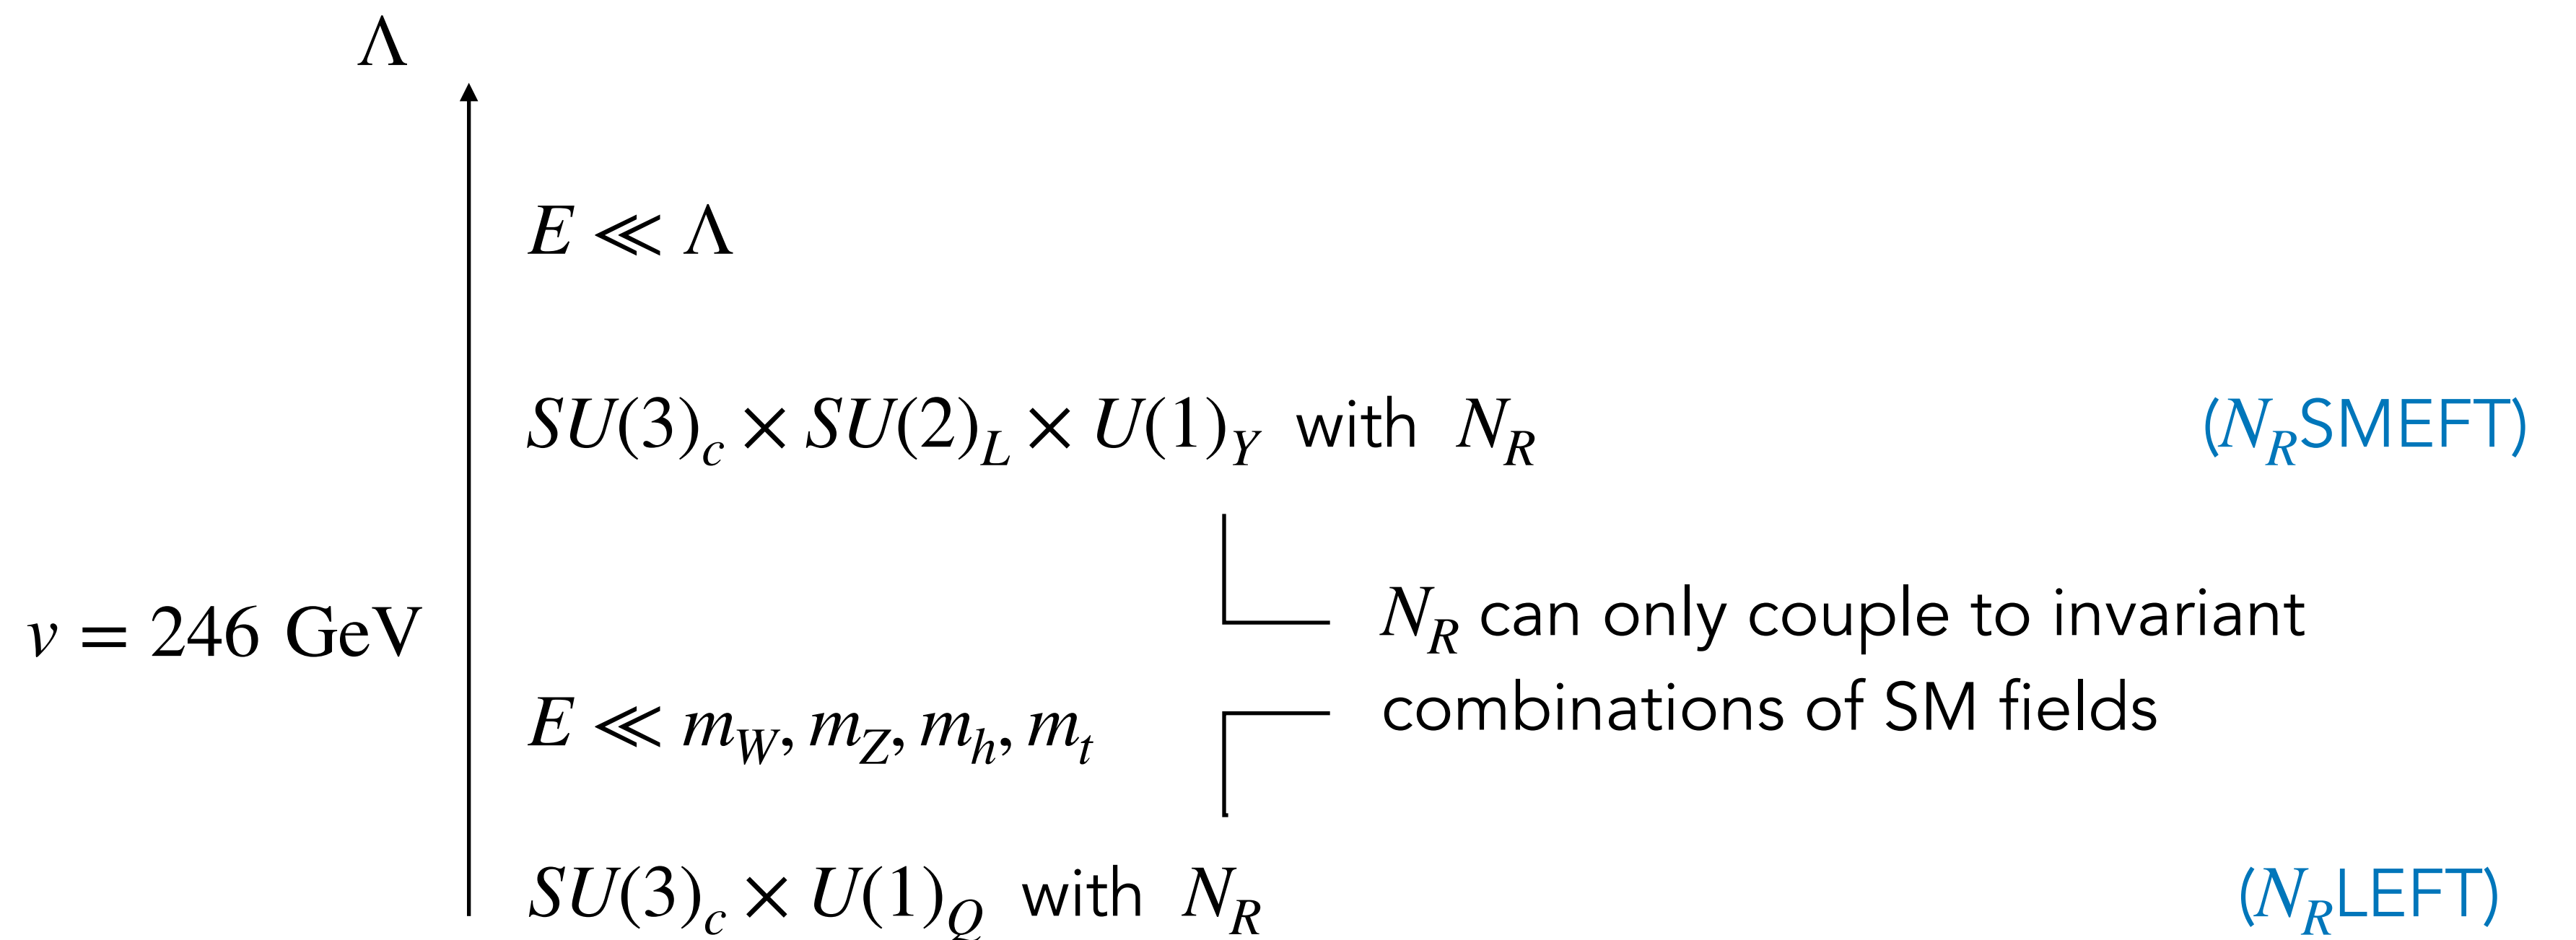 Λ
E ≪ Λ
SU(3)_c × SU(2)_L × U(1)_Y with N_R (N_RSMEFT)
N_R can only couple to invariant
v = 246 GeV
combinations of SM fields
E ≪ m_W, m_Z, m_h, m_t
SU(3)_c × U(1)_Q with N_R (N_RLEFT)